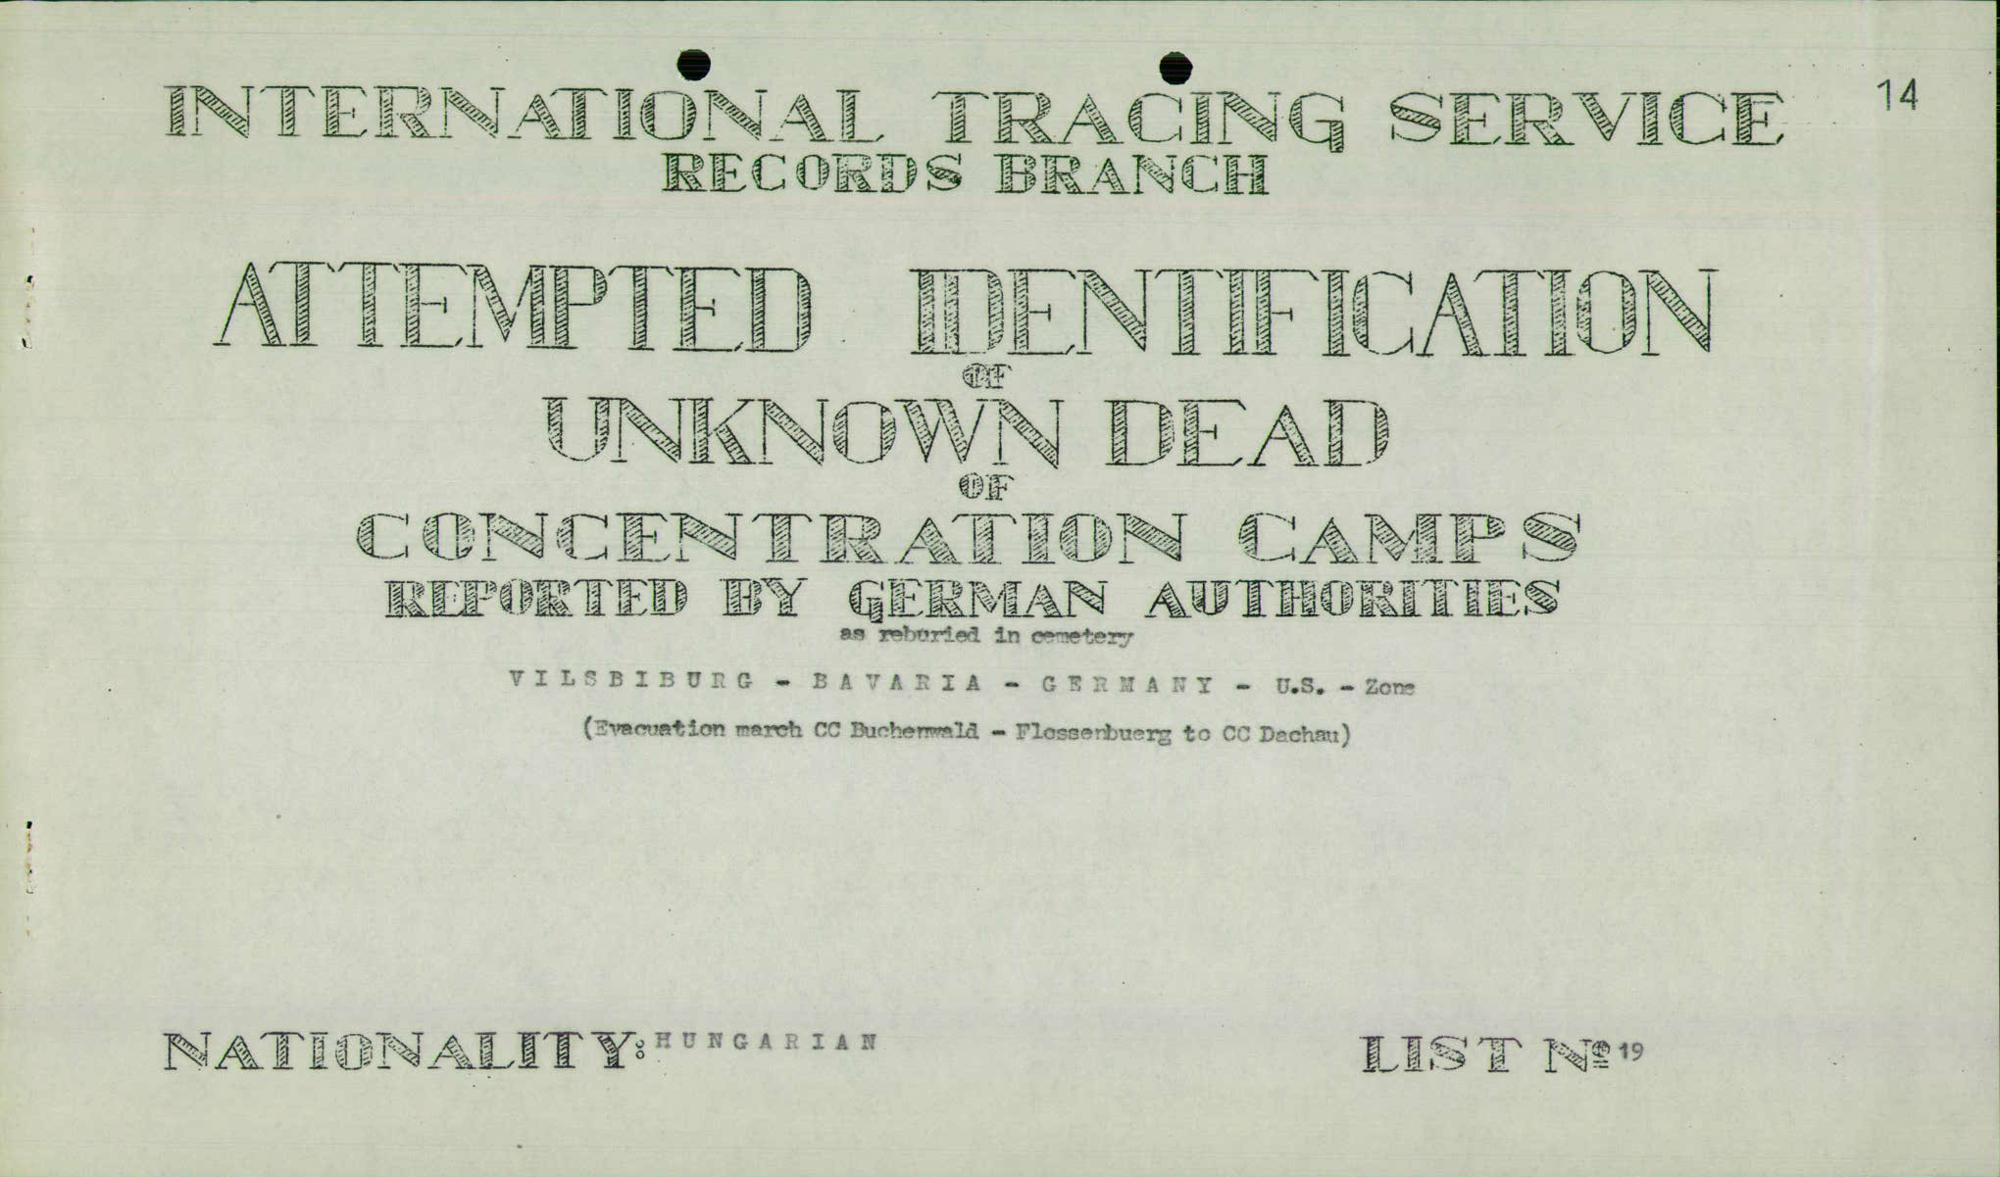 14
INTERNATIONAL TRACING SERVICE
RECORDS BRANCH
ATTEMPTED IDENTIFICATION
OF
UNKNOWN DEAD
OF
CONCENTRATION CAMPS
REPORTED BY GERMAN AUTHORITIES
as reburied in cemetery
VILSBIBURG - BAVARIA - GERMANY - U.S. - Zone
(Evacuation march CC Buchenwald - Flossenbuerg to CC Dachau)
NATIONALITY: HUNGARIAN
LIST Nº 19